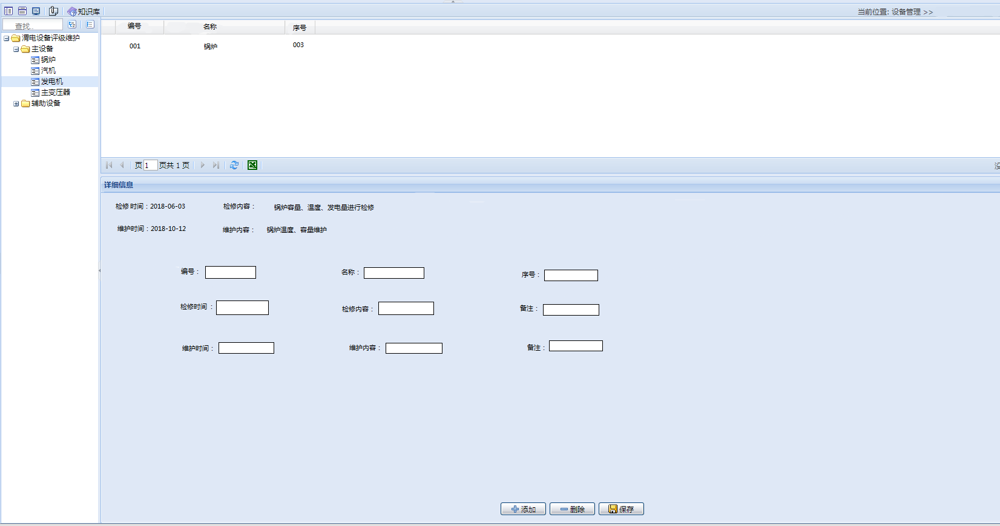 知识库
当前位置: 设备管理 >>
查找..
渭电设备评级维护
主设备
锅炉
汽机
发电机
主变压器
辅助设备
编号 名称 序号
001 锅炉 003
页 1 页共 1 页
没
详细信息
检修时间：2018-06-03 检修内容： 锅炉容量、温度、发电量进行检修
维护时间：2018-10-12 维护内容： 锅炉温度、容量维护
编号： 名称： 序号：
检修时间： 检修内容： 备注：
维护时间： 维护内容： 备注：
添加 删除 保存